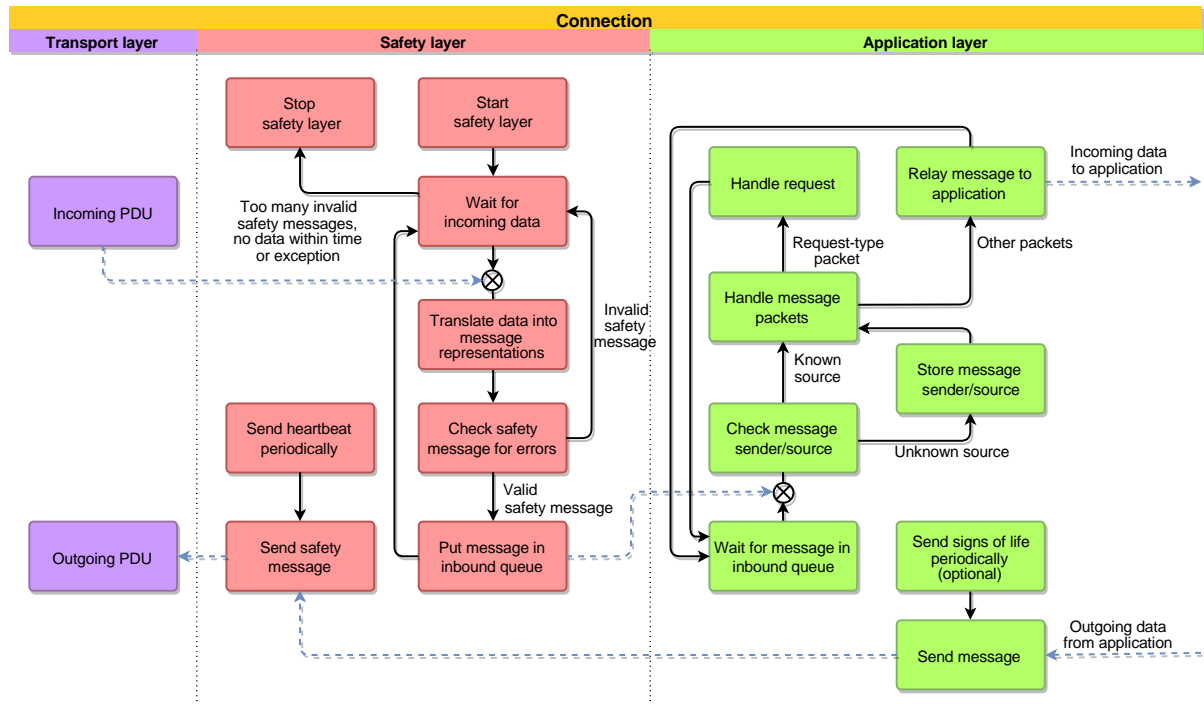 Connection
Transport layer
Safety layer
Application layer
Stop
safety layer
Start
safety layer
Incoming PDU
Too many invalid
safety messages,
no data within time
or exception
Wait for
incoming data
Translate data into
message
representations
Invalid
safety
message
Send heartbeat
periodically
Check safety
message for errors
Valid
safety message
Outgoing PDU
Send safety
message
Put message in
inbound queue
Handle request
Relay message to
application
Incoming data
to application
Request-type
packet
Other packets
Handle message
packets
Known
source
Store message
sender/source
Check message
sender/source
Unknown source
Wait for message in
inbound queue
Send signs of life
periodically
(optional)
Send message
Outgoing data
from application